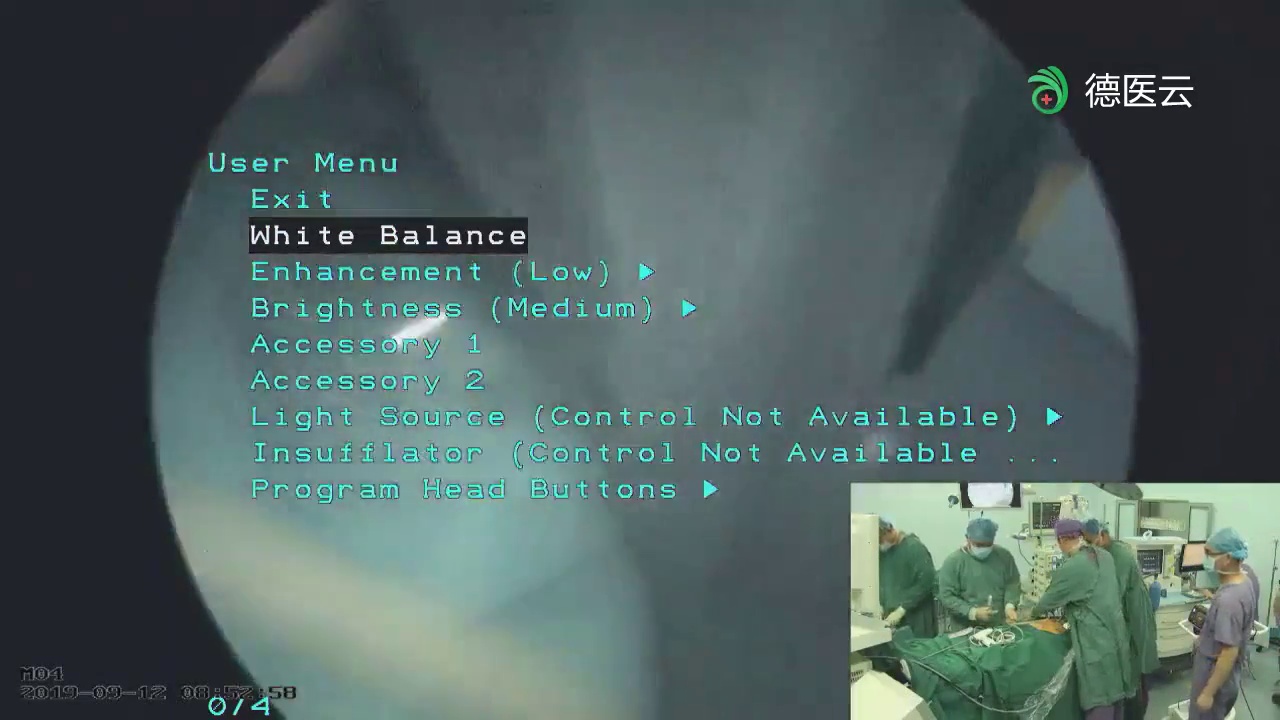 德医云
User Menu
Exit
White Balance
Enhancement (Low) ▶
Brightness (Medium) ▶
Accessory 1
Accessory 2
Light Source (Control Not Available) ▶
Insufflator (Control Not Available ...
Program Head Buttons ▶
M04
2019-09-12 08:52:58
0/4